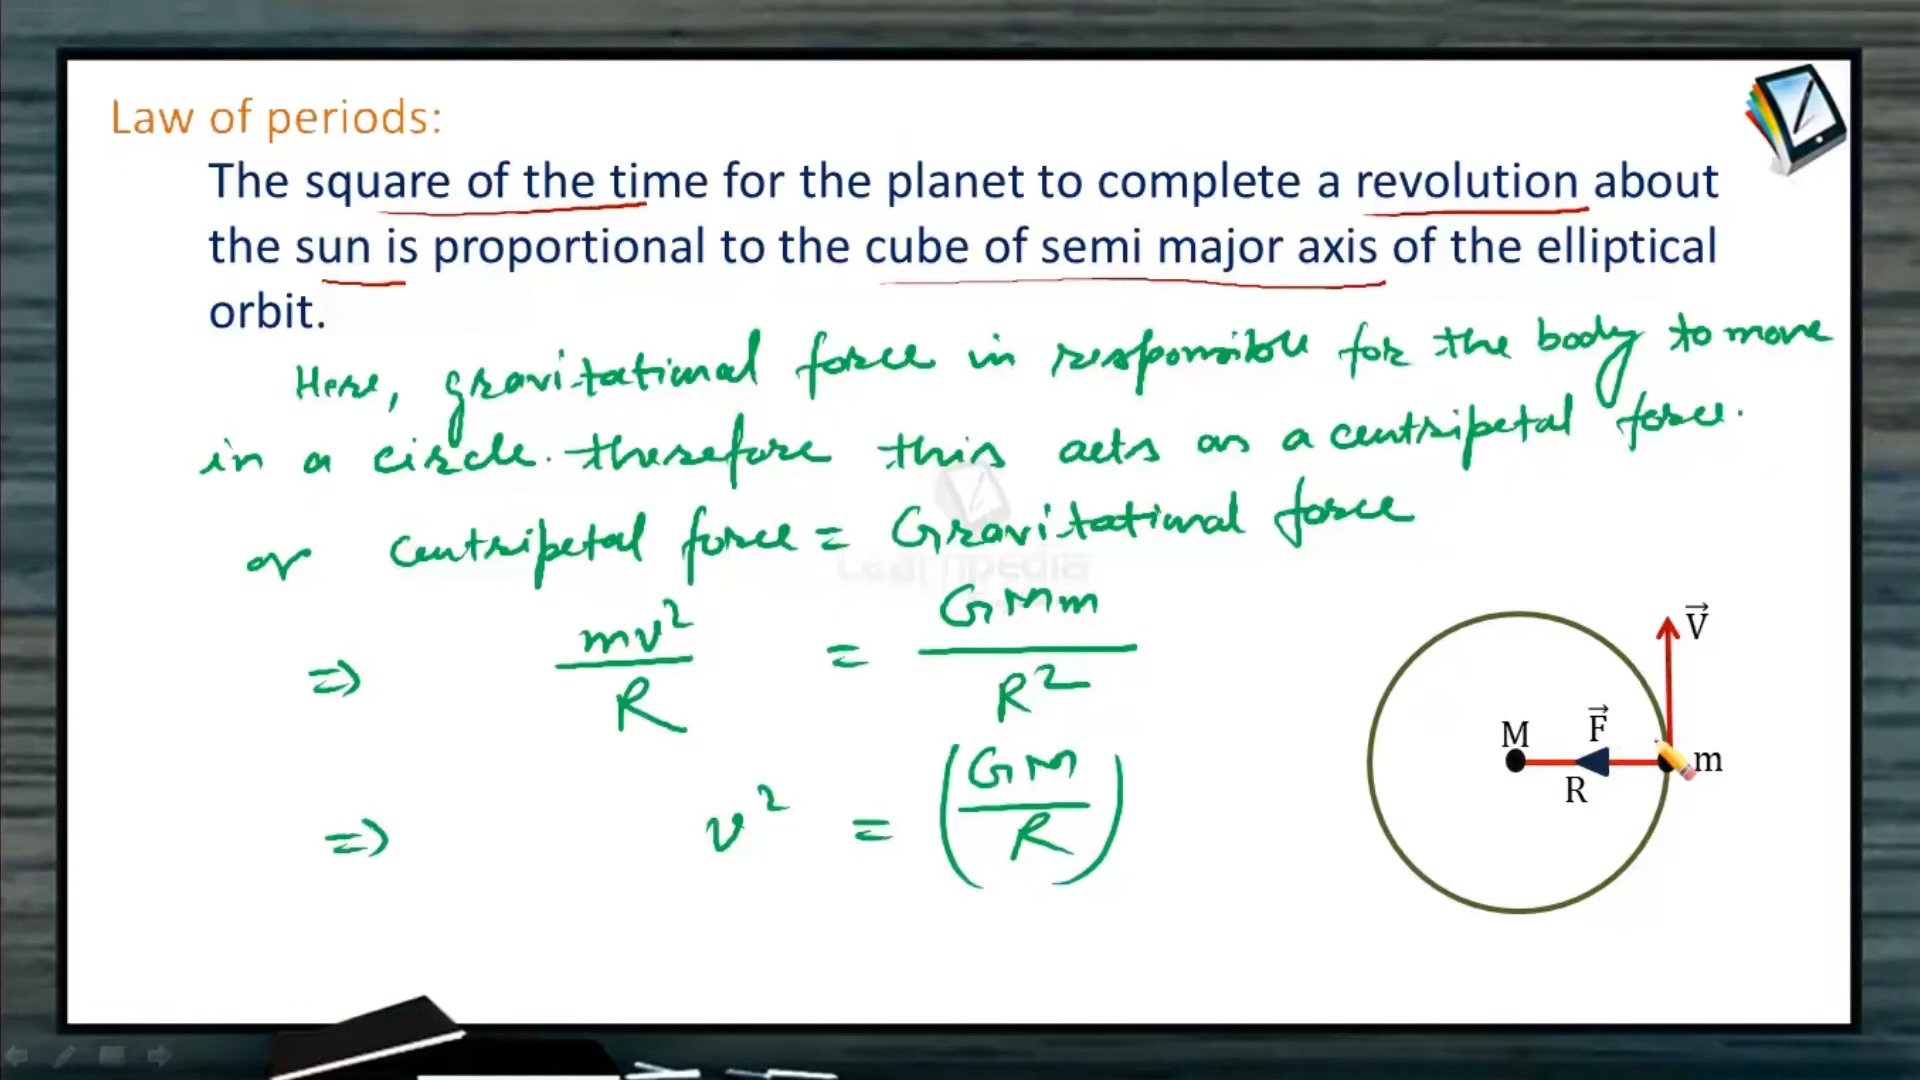 Law of periods:
The square of the time for the planet to complete a revolution about
the sun is proportional to the cube of semi major axis of the elliptical
orbit.
Here, gravitational force is responsible for the body to move
in a circle. therefore this acts as a centripetal force.
or centripetal force = Gravitational force
⇒ mv²/R = GMm/R²
⇒ v² = (GM/R)
V⃗
M F⃗ m
R
Learnpedia